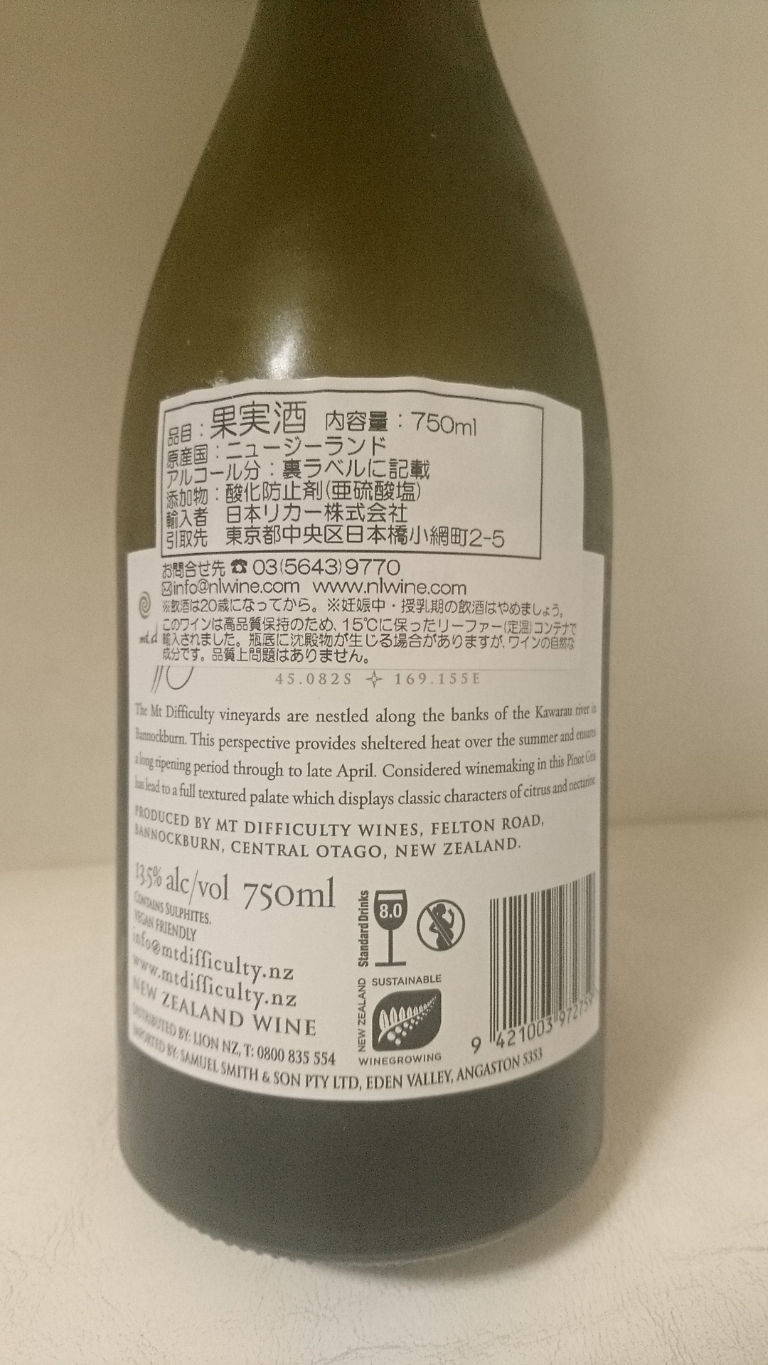 品目：果実酒 内容量：750ml
原産国：ニュージーランド
アルコール分：裏ラベルに記載
添加物：酸化防止剤(亜硫酸塩)
輸入者 日本リカー株式会社
引取先 東京都中央区日本橋小網町2-5
お問合せ先 ☎ 03(5643)9770
✉info@nlwine.com www.nlwine.com
※飲酒は20歳になってから。※妊娠中・授乳期の飲酒はやめましょう。
このワインは高品質保持のため、15℃に保ったリーファー(定温)コンテナで
輸入されました。瓶底に沈殿物が生じる場合がありますが、ワインの自然な
成分です。品質上問題はありません。
mt.d
45.082S 169.155E
The Mt Difficulty vineyards are nestled along the banks of the Kawarau river in
Bannockburn. This perspective provides sheltered heat over the summer and ensures
a long ripening period through to late April. Considered winemaking in this Pinot Gris
has lead to a full textured palate which displays classic characters of citrus and nectarine.
PRODUCED BY MT DIFFICULTY WINES, FELTON ROAD,
BANNOCKBURN, CENTRAL OTAGO, NEW ZEALAND.
13.5% alc/vol 750ml
CONTAINS SULPHITES.
VEGAN FRIENDLY
info@mtdifficulty.nz
www.mtdifficulty.nz
NEW ZEALAND WINE
DISTRIBUTED BY: LION NZ, T: 0800 835 554
IMPORTED BY: SAMUEL SMITH & SON PTY LTD, EDEN VALLEY, ANGASTON 5353
Standard Drinks
8.0
SUSTAINABLE
NEW ZEALAND
WINEGROWING
9 421003 972759